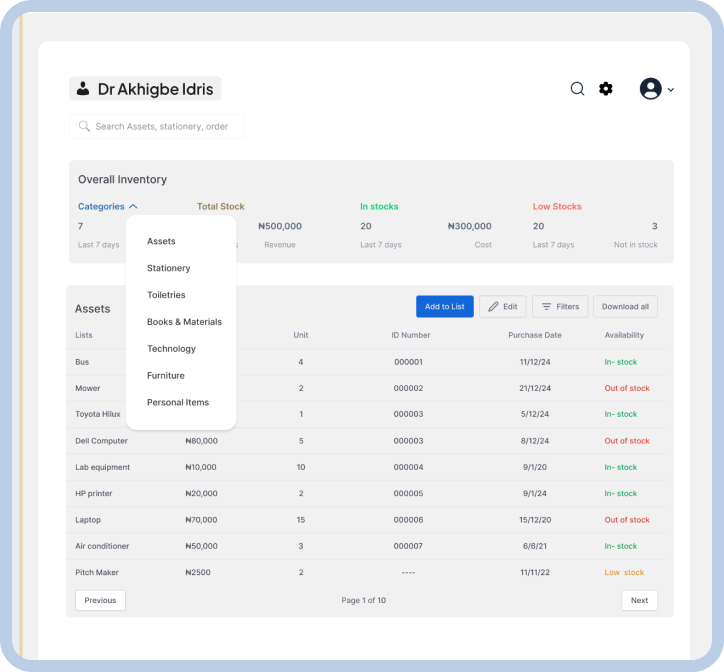 Dr Akhigbe Idris
Search Assets, stationery, order
Overall Inventory
Categories Total Stock In stocks Low Stocks
7 ₦500,000 20 ₦300,000 20 3
Last 7 days Revenue Last 7 days Cost Last 7 days Not in stock
Assets
Stationery
Toiletries
Books & Materials
Technology
Furniture
Personal Items
Assets Add to List Edit Filters Download all
Lists Unit ID Number Purchase Date Availability
Bus 4 000001 11/12/24 In- stock
Mower 2 000002 21/12/24 Out of stock
Toyota Hilux 1 000003 5/12/24 In- stock
Dell Computer ₦80,000 5 000003 8/12/24 Out of stock
Lab equipment ₦10,000 10 000004 9/1/20 In- stock
HP printer ₦20,000 2 000005 9/1/24 In- stock
Laptop ₦70,000 15 000006 15/12/20 Out of stock
Air conditioner ₦50,000 3 000007 6/6/21 In- stock
Pitch Maker ₦2500 2 ---- 11/11/22 Low stock
Previous Page 1 of 10 Next